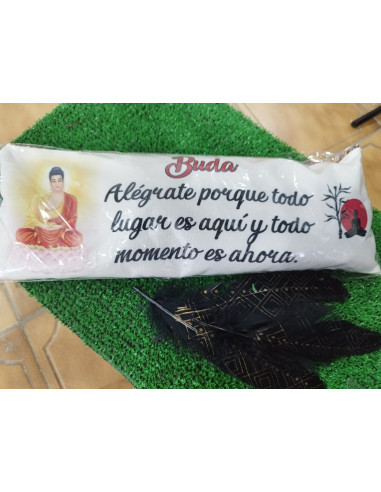 Buda
Alégrate porque todo
lugar es aquí y todo
momento es ahora.